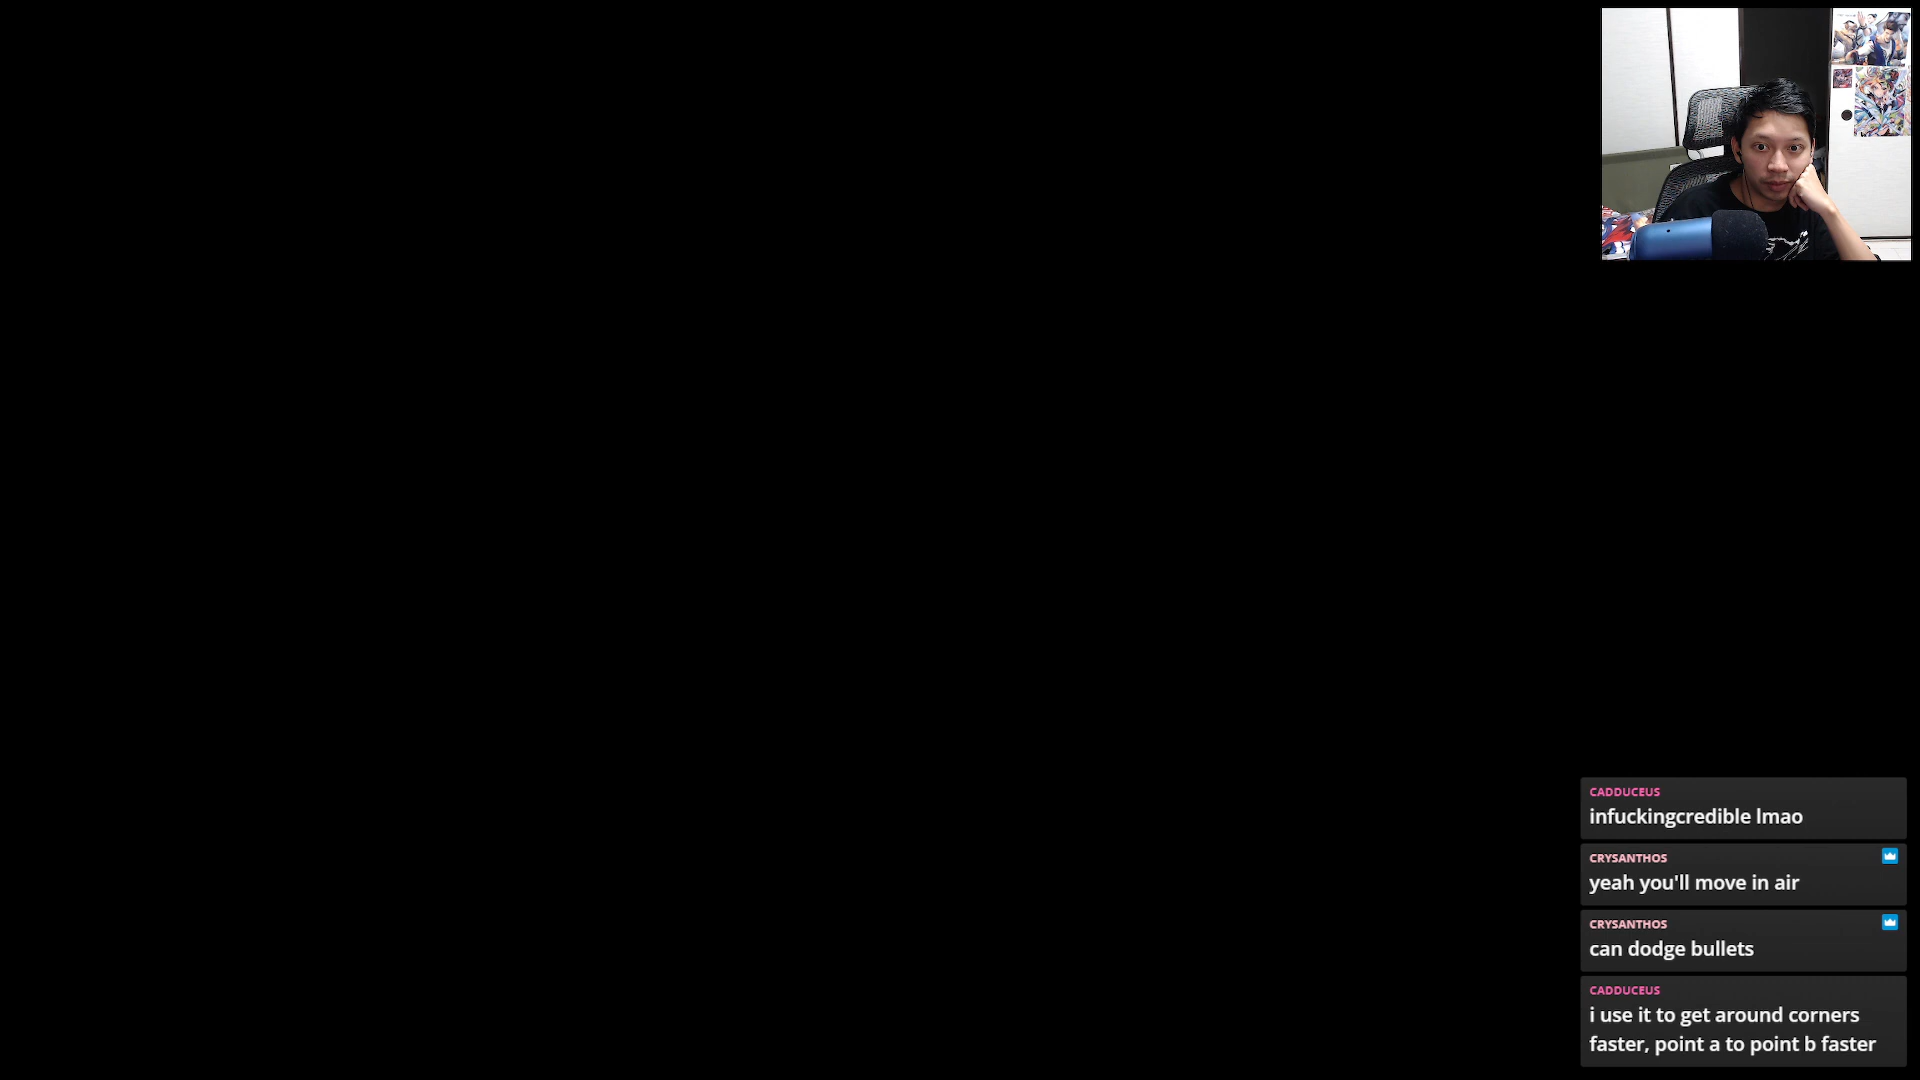 CADDUCEUS
infuckingcredible lmao
CRYSANTHOS
yeah you'll move in air
CRYSANTHOS
can dodge bullets
CADDUCEUS
i use it to get around corners
faster, point a to point b faster